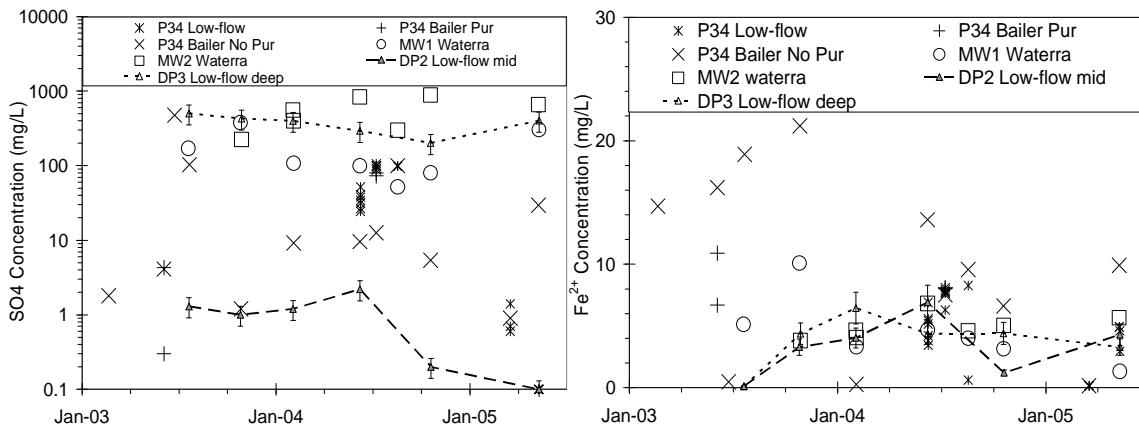 10000
1000
100
10
1
0.1
SO4 Concentration (mg/L)
P34 Low-flow
P34 Bailer Pur
P34 Bailer No Pur
MW1 Waterra
MW2 Waterra
DP2 Low-flow mid
DP3 Low-flow deep
Jan-03
Jan-04
Jan-05
30
20
10
0
Fe2+ Concentration (mg/L)
P34 Low-flow
P34 Bailer Pur
P34 Bailer No Pur
MW1 Waterra
MW2 waterra
DP2 Low-flow mid
DP3 Low-flow deep
Jan-03
Jan-04
Jan-05